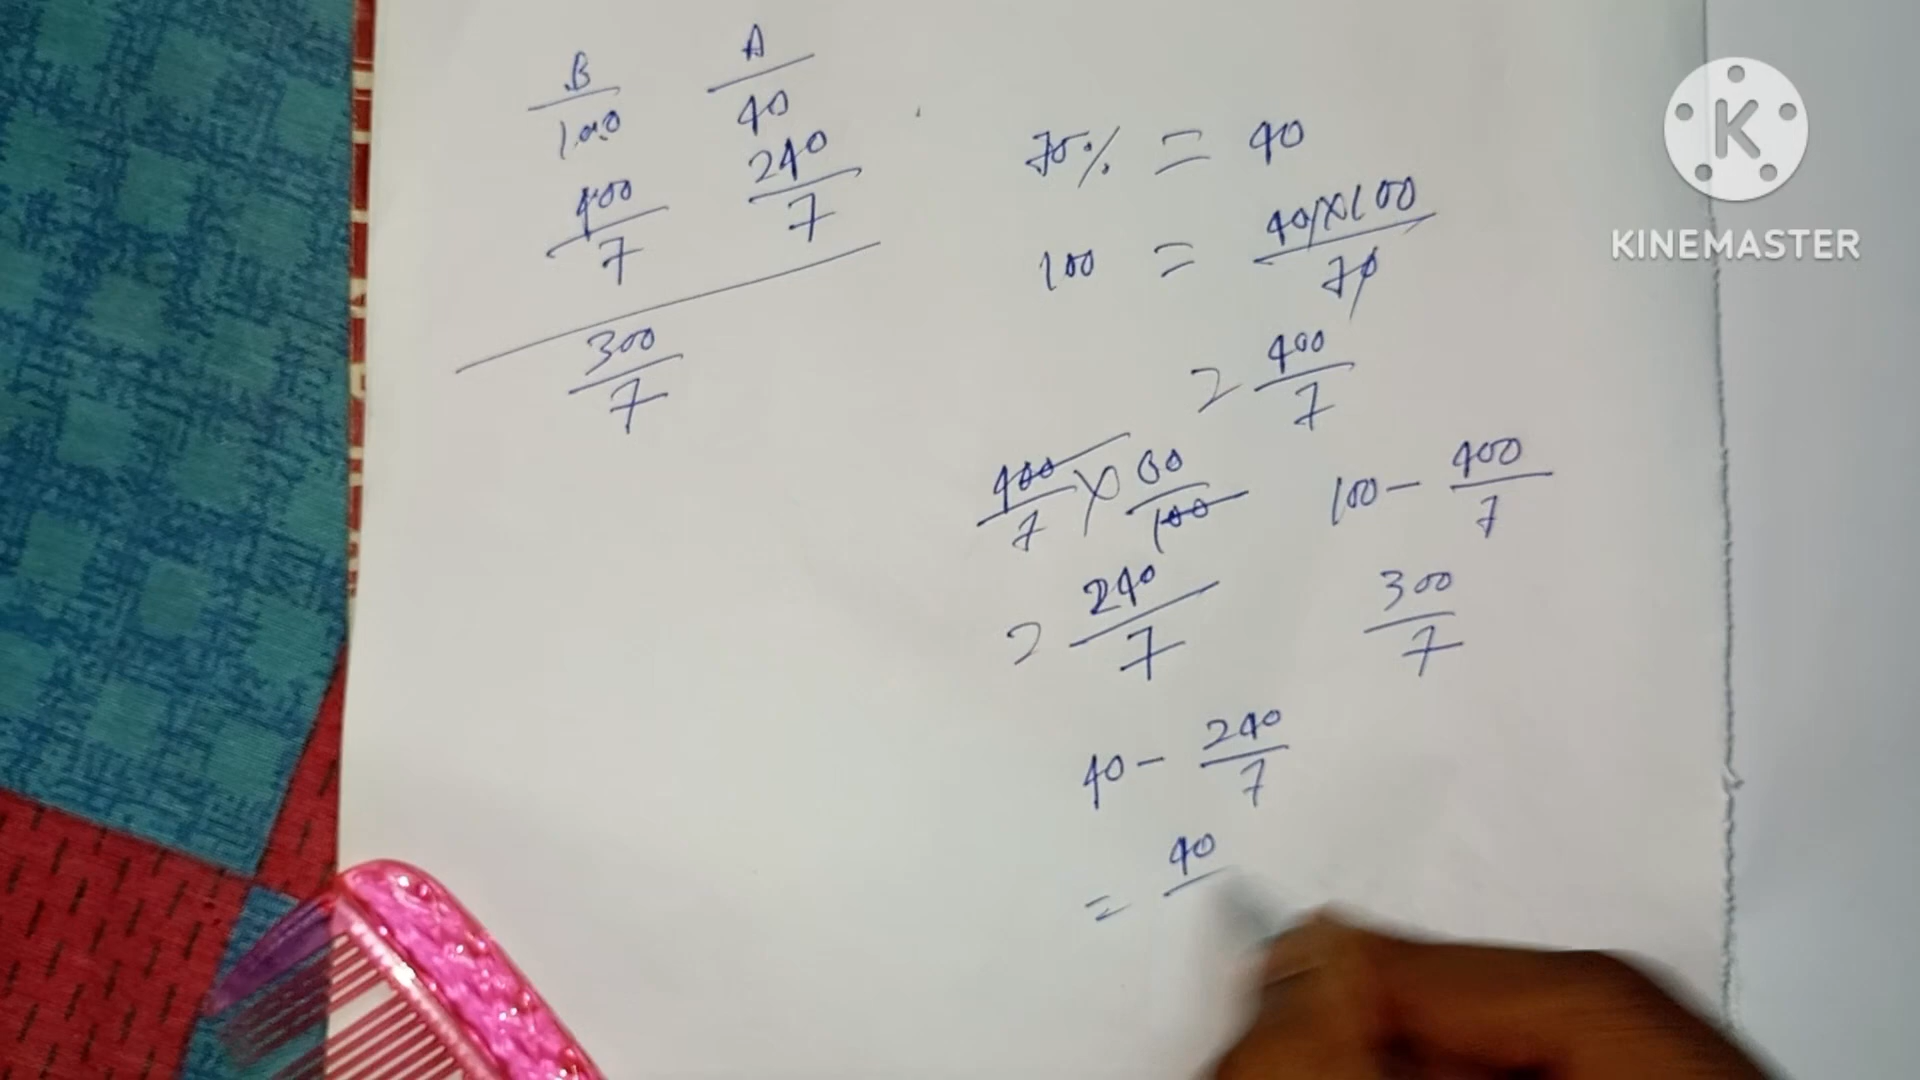 B A
100 40
400/7 240/7
300/7
70% = 40
100 = 40×100/70
= 400/7
400/7 × 60/100 100 - 400/7
= 240/7 300/7
40 - 240/7
= 40
K
KINEMASTER